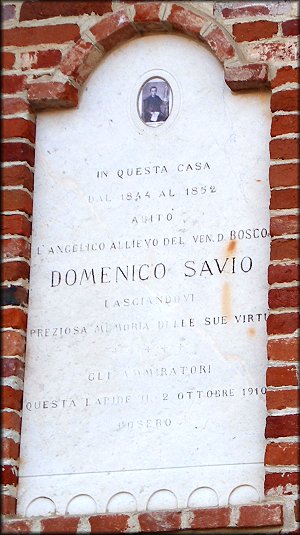 IN QUESTA CASA
DAL 1844 AL 1852
ABITÒ
L'ANGELICO ALLIEVO DEL VEN. D. BOSCO
DOMENICO SAVIO
LASCIANDOVI
PREZIOSA MEMORIA DELLE SUE VIRTÙ
GLI AMMIRATORI
QUESTA LAPIDE IL 2 OTTOBRE 1910
POSERO